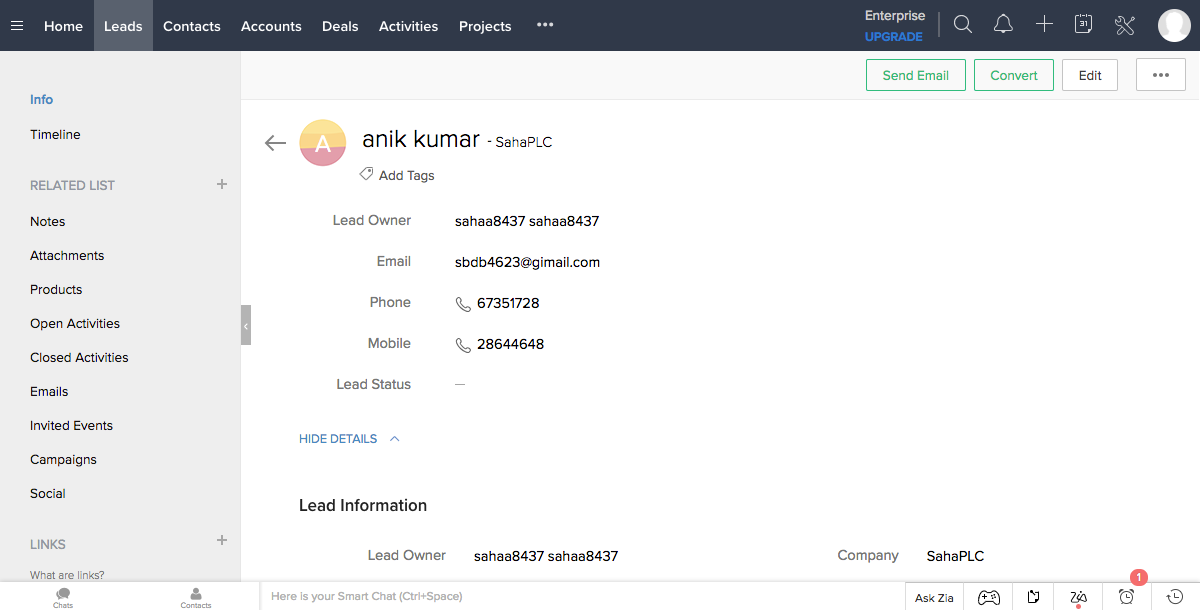 Home Leads Contacts Accounts Deals Activities Projects ••• Enterprise
UPGRADE
31
Send Email Convert Edit •••
Info
Timeline
RELATED LIST +
Notes
Attachments
Products
Open Activities
Closed Activities
Emails
Invited Events
Campaigns
Social
LINKS +
What are links?
A
anik kumar - SahaPLC
Add Tags
Lead Owner sahaa8437 sahaa8437
Email sbdb4623@gimail.com
Phone 67351728
Mobile 28644648
Lead Status —
HIDE DETAILS
Lead Information
Lead Owner sahaa8437 sahaa8437 Company SahaPLC
Chats Contacts Here is your Smart Chat (Ctrl+Space) Ask Zia 1